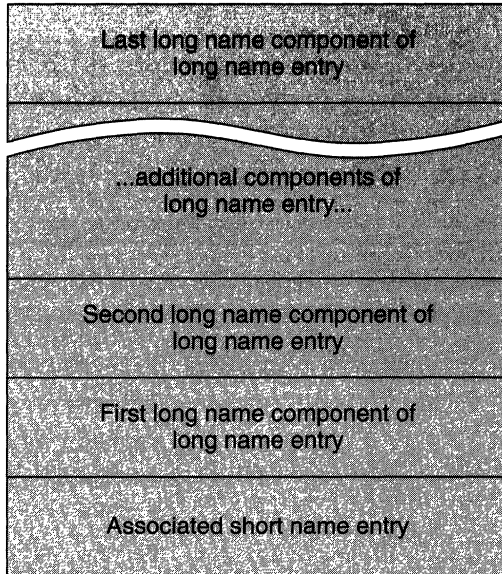 Last long name component of
long name entry
...additional components of
long name entry...
Second long name component of
long name entry
First long name component of
long name entry
Associated short name entry